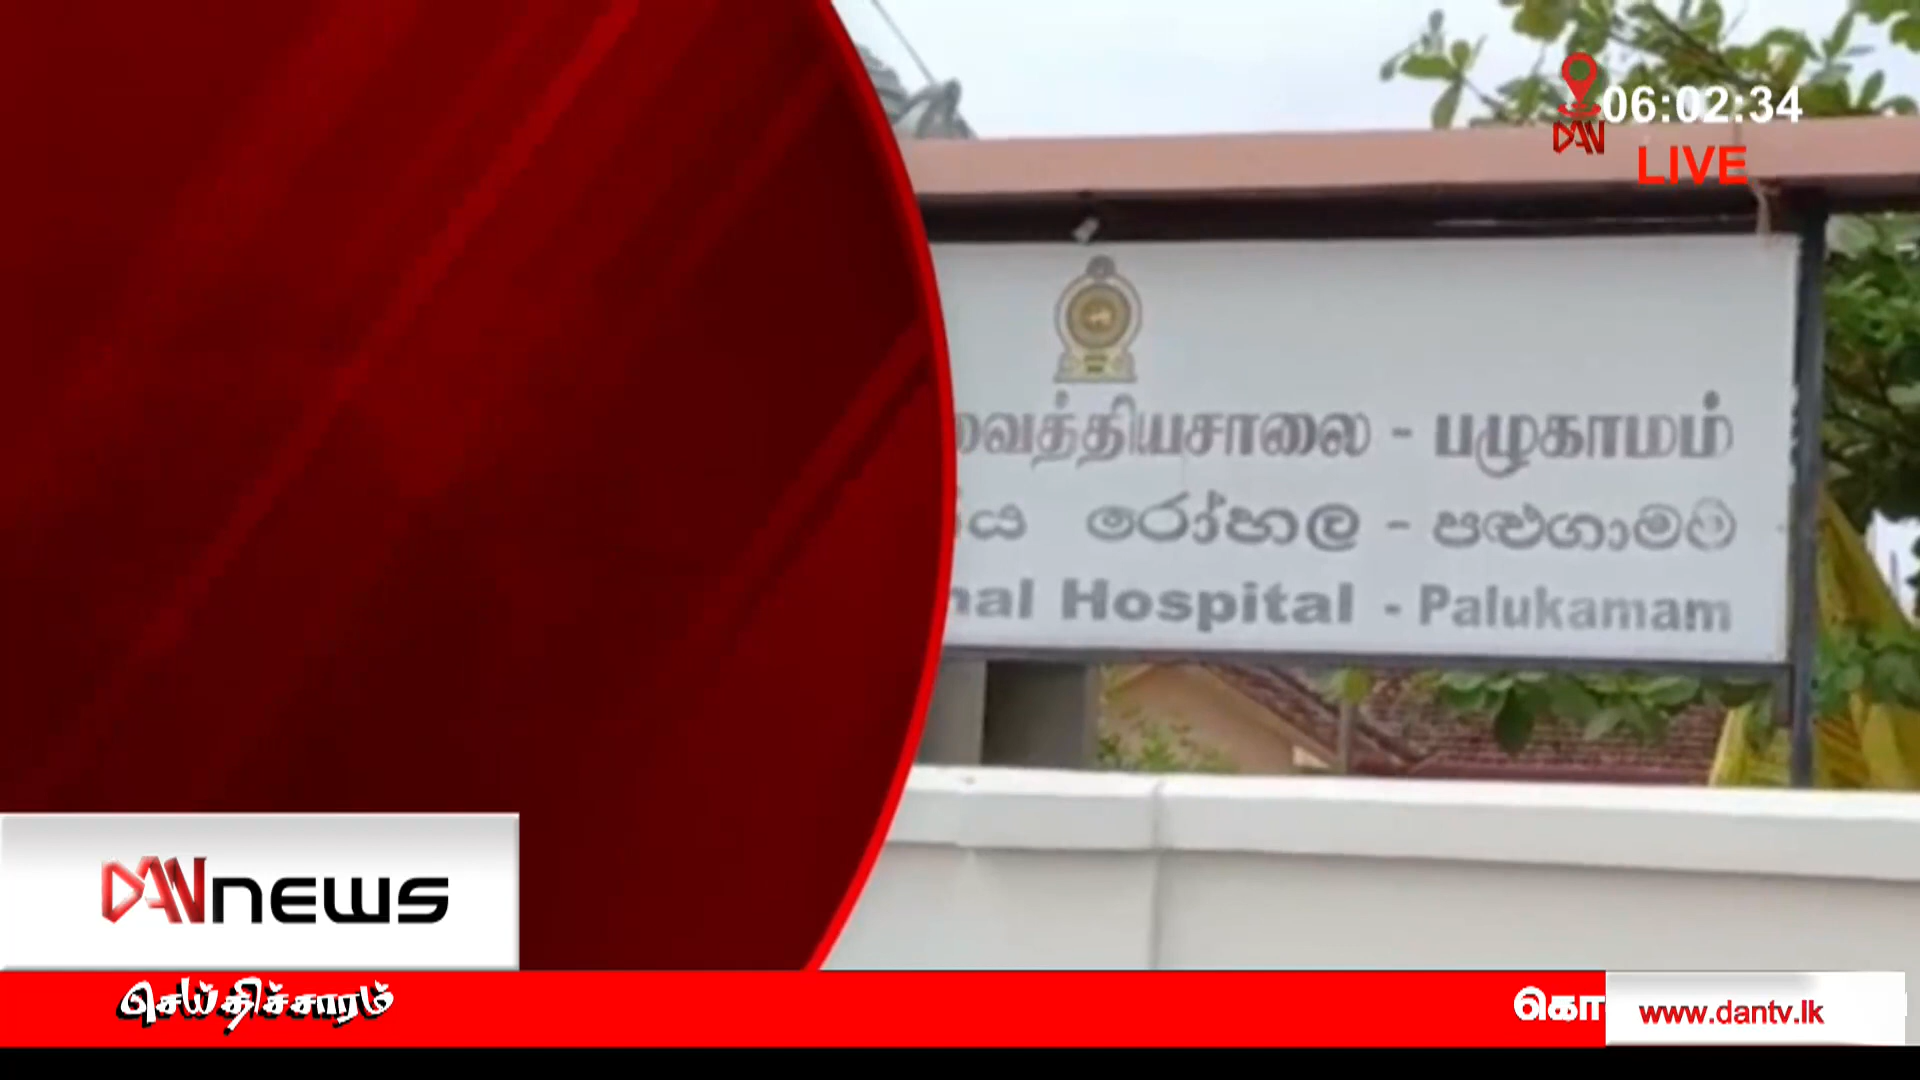 06:02:34
DAN
LIVE
வைத்தியசாலை - பழுகாமம்
ීය රෝහල - පළුගාමම්
nal Hospital - Palukamam
DAN news
செய்திச்சாரம்
கொ
www.dantv.lk